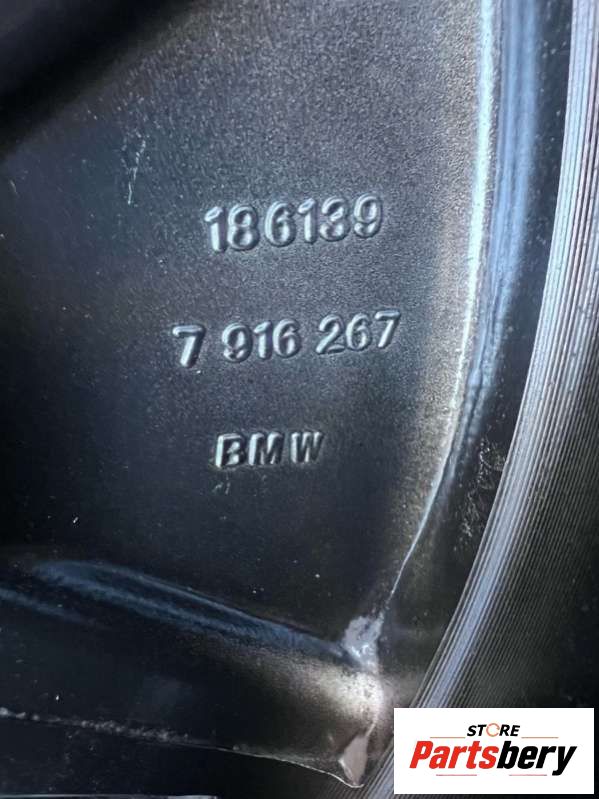 186139
7 916 267
BMW
STORE
Partsbery